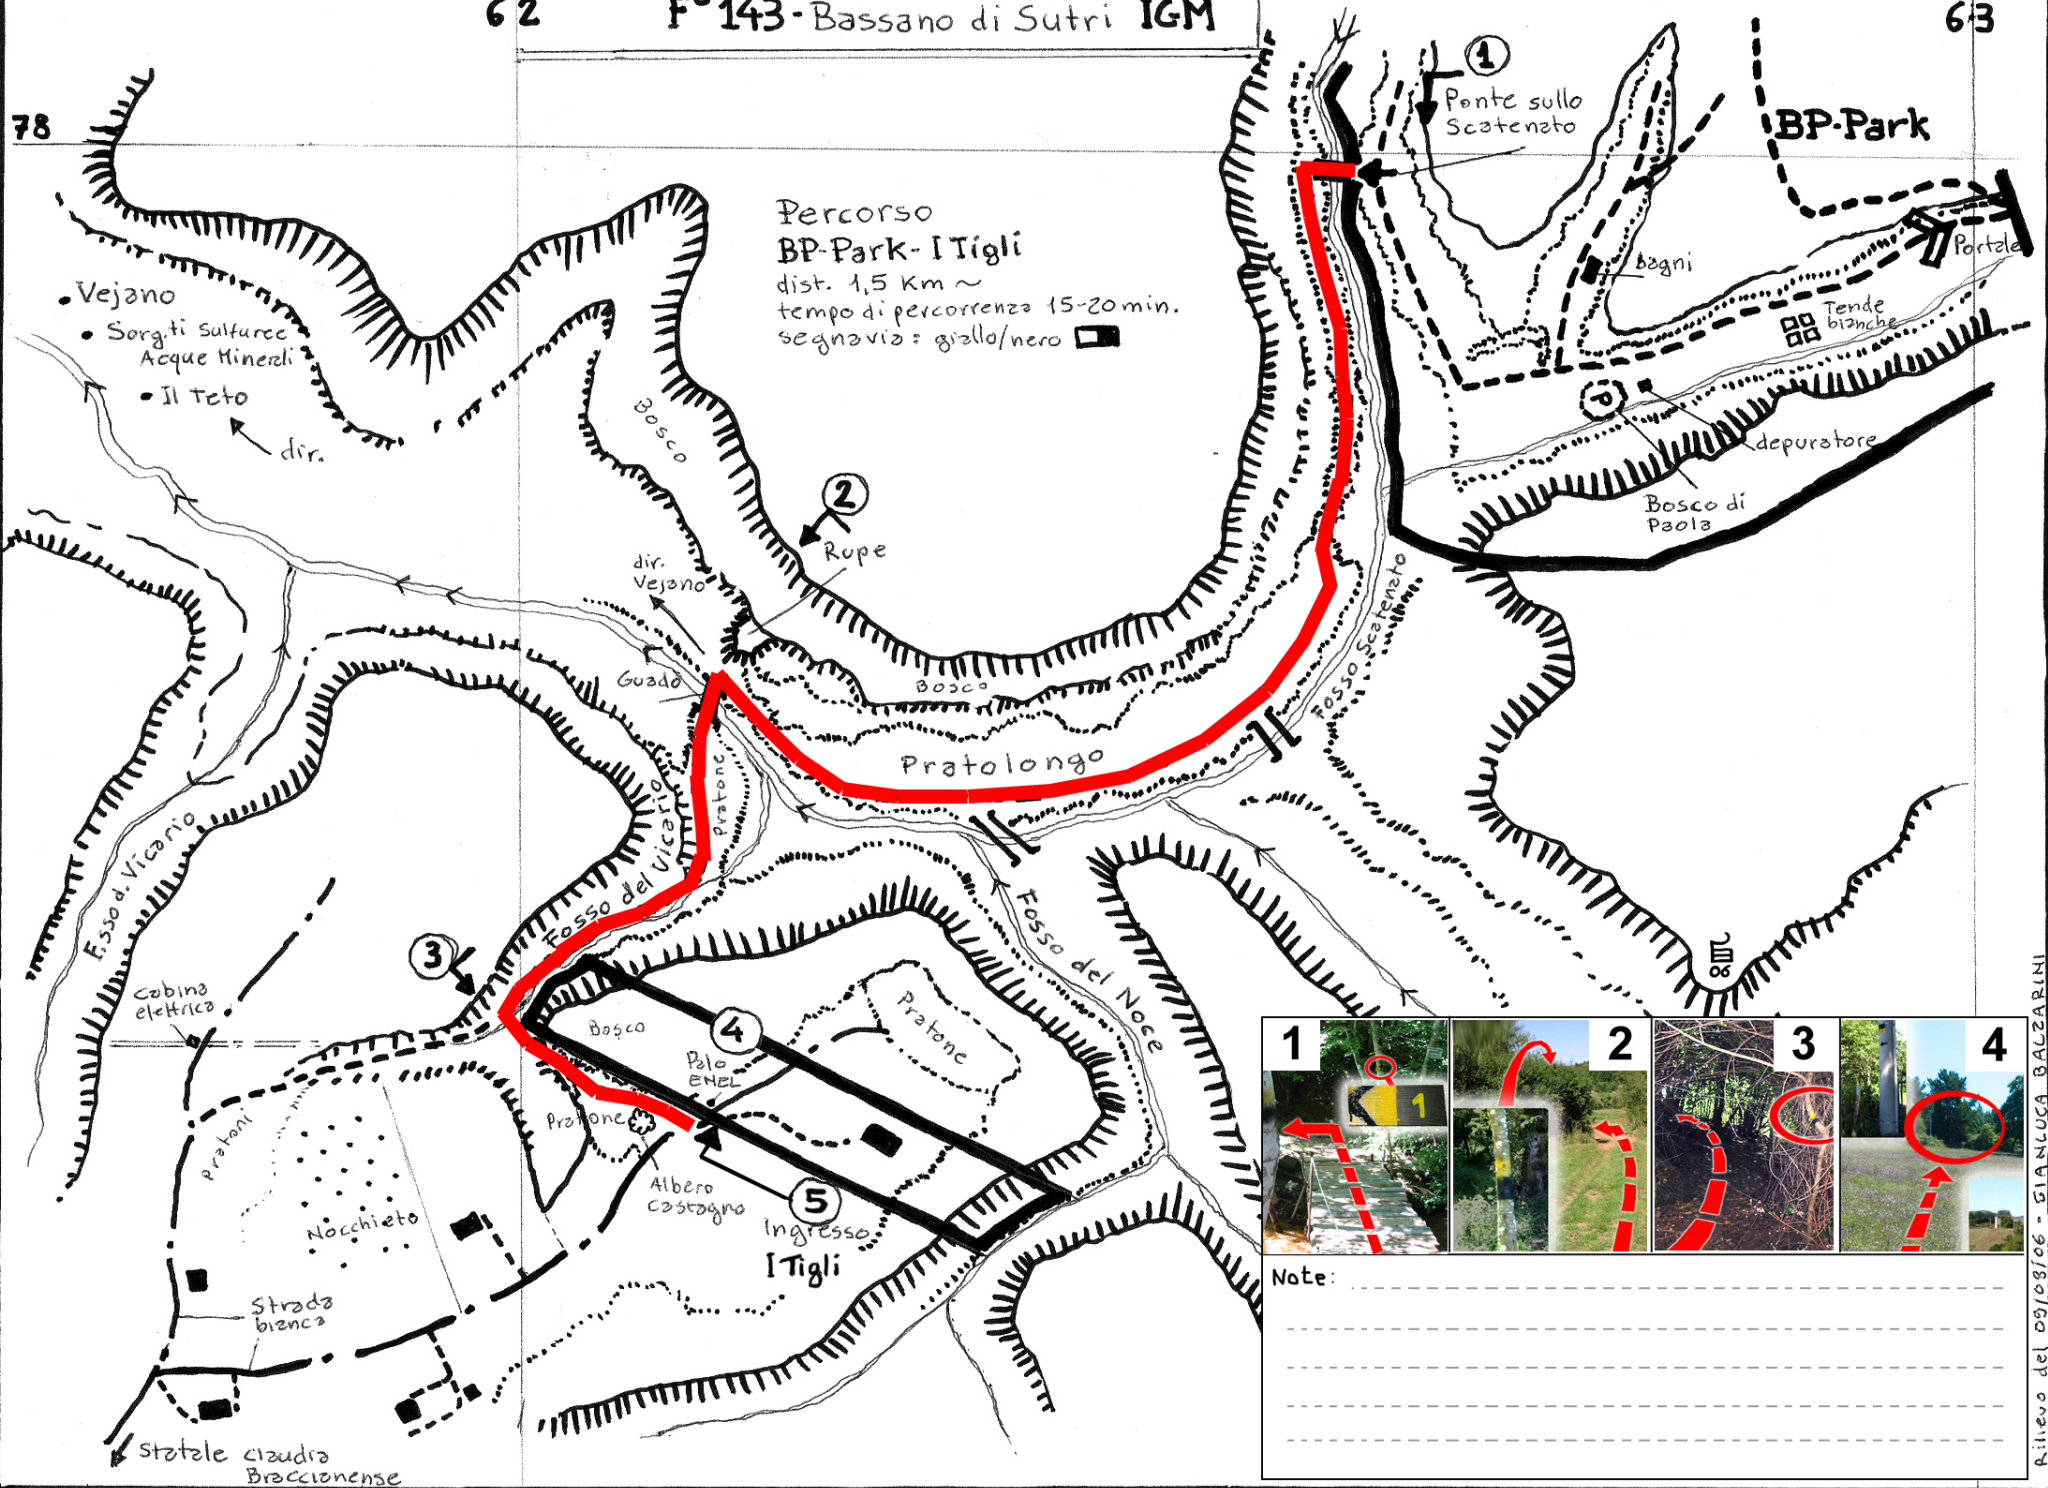 62
F° 143 - Bassano di Sutri IGM
63
78
1
Ponte sullo
Scatenato
BP-Park
Percorso
BP-Park - I Tigli
dist. 1,5 Km ~
tempo di percorrenza 15-20 min.
segnavia: giallo/nero
Portale
bagni
Tende
bianche
Vejano
Sorg.ti Sulfuree
Acque Minerali
Il Teto
dir.
Bosco
P
depuratore
Bosco di
Paola
2
Rupe
dir.
Vejano
Fosso Scatenato
Guado
Bosco
Pratolongo
Pratone
Fosso del Vicario
Fosso d. Vicario
Fosso del Noce
3
Cabina
elettrica
Bosco
4
Pratone
Palo
ENEL
Pratone
Pratoni
Albero
Castagno
5
Ingresso
I Tigli
Nocchieto
Strada
bianca
Statale Claudia
Braccianense
1
1
2
3
4
Note:
Rilievo del 09/08/06 - GIANLUCA BALZARINI